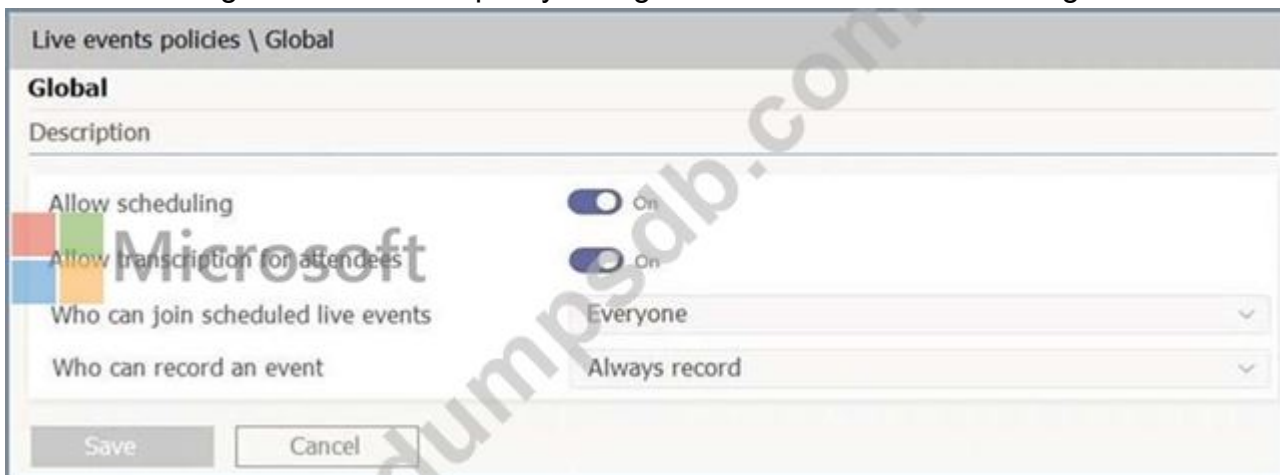 Live events policies \ Global
Global
Description
Allow scheduling On
Allow transcription for attendees On
Microsoft
Who can join scheduled live events Everyone
Who can record an event Always record
Save Cancel
dumpsdb.com